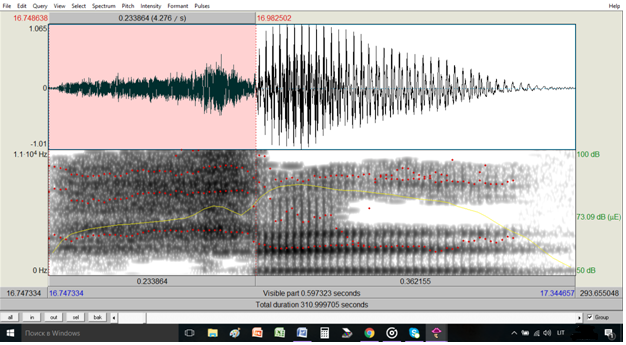 File Edit Query View Select Spectrum Pitch Intensity Formant Pulses Help
16.748638 0.233864 (4.276 / s) 16.982502
1.065
0
-1.01
1.1·10⁴ Hz 100 dB
73.09 dB (µE)
0 Hz 50 dB
0.233864 0.362155
16.747334 16.747334 Visible part 0.597323 seconds 17.344657 293.655048
Total duration 310.999705 seconds
all in out sel bak Group
Поиск в Windows LIT